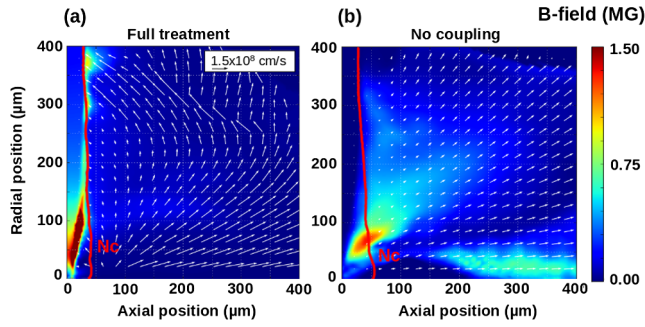 (a)
(b)
B-field (MG)
Full treatment
No coupling
1.5x10⁸ cm/s
Radial position (µm)
400
300
200
100
0
Nc
0 100 200 300 400
Axial position (µm)
400
300
200
100
0
Nc
0 100 200 300 400
Axial position (µm)
1.50
0.75
0.00